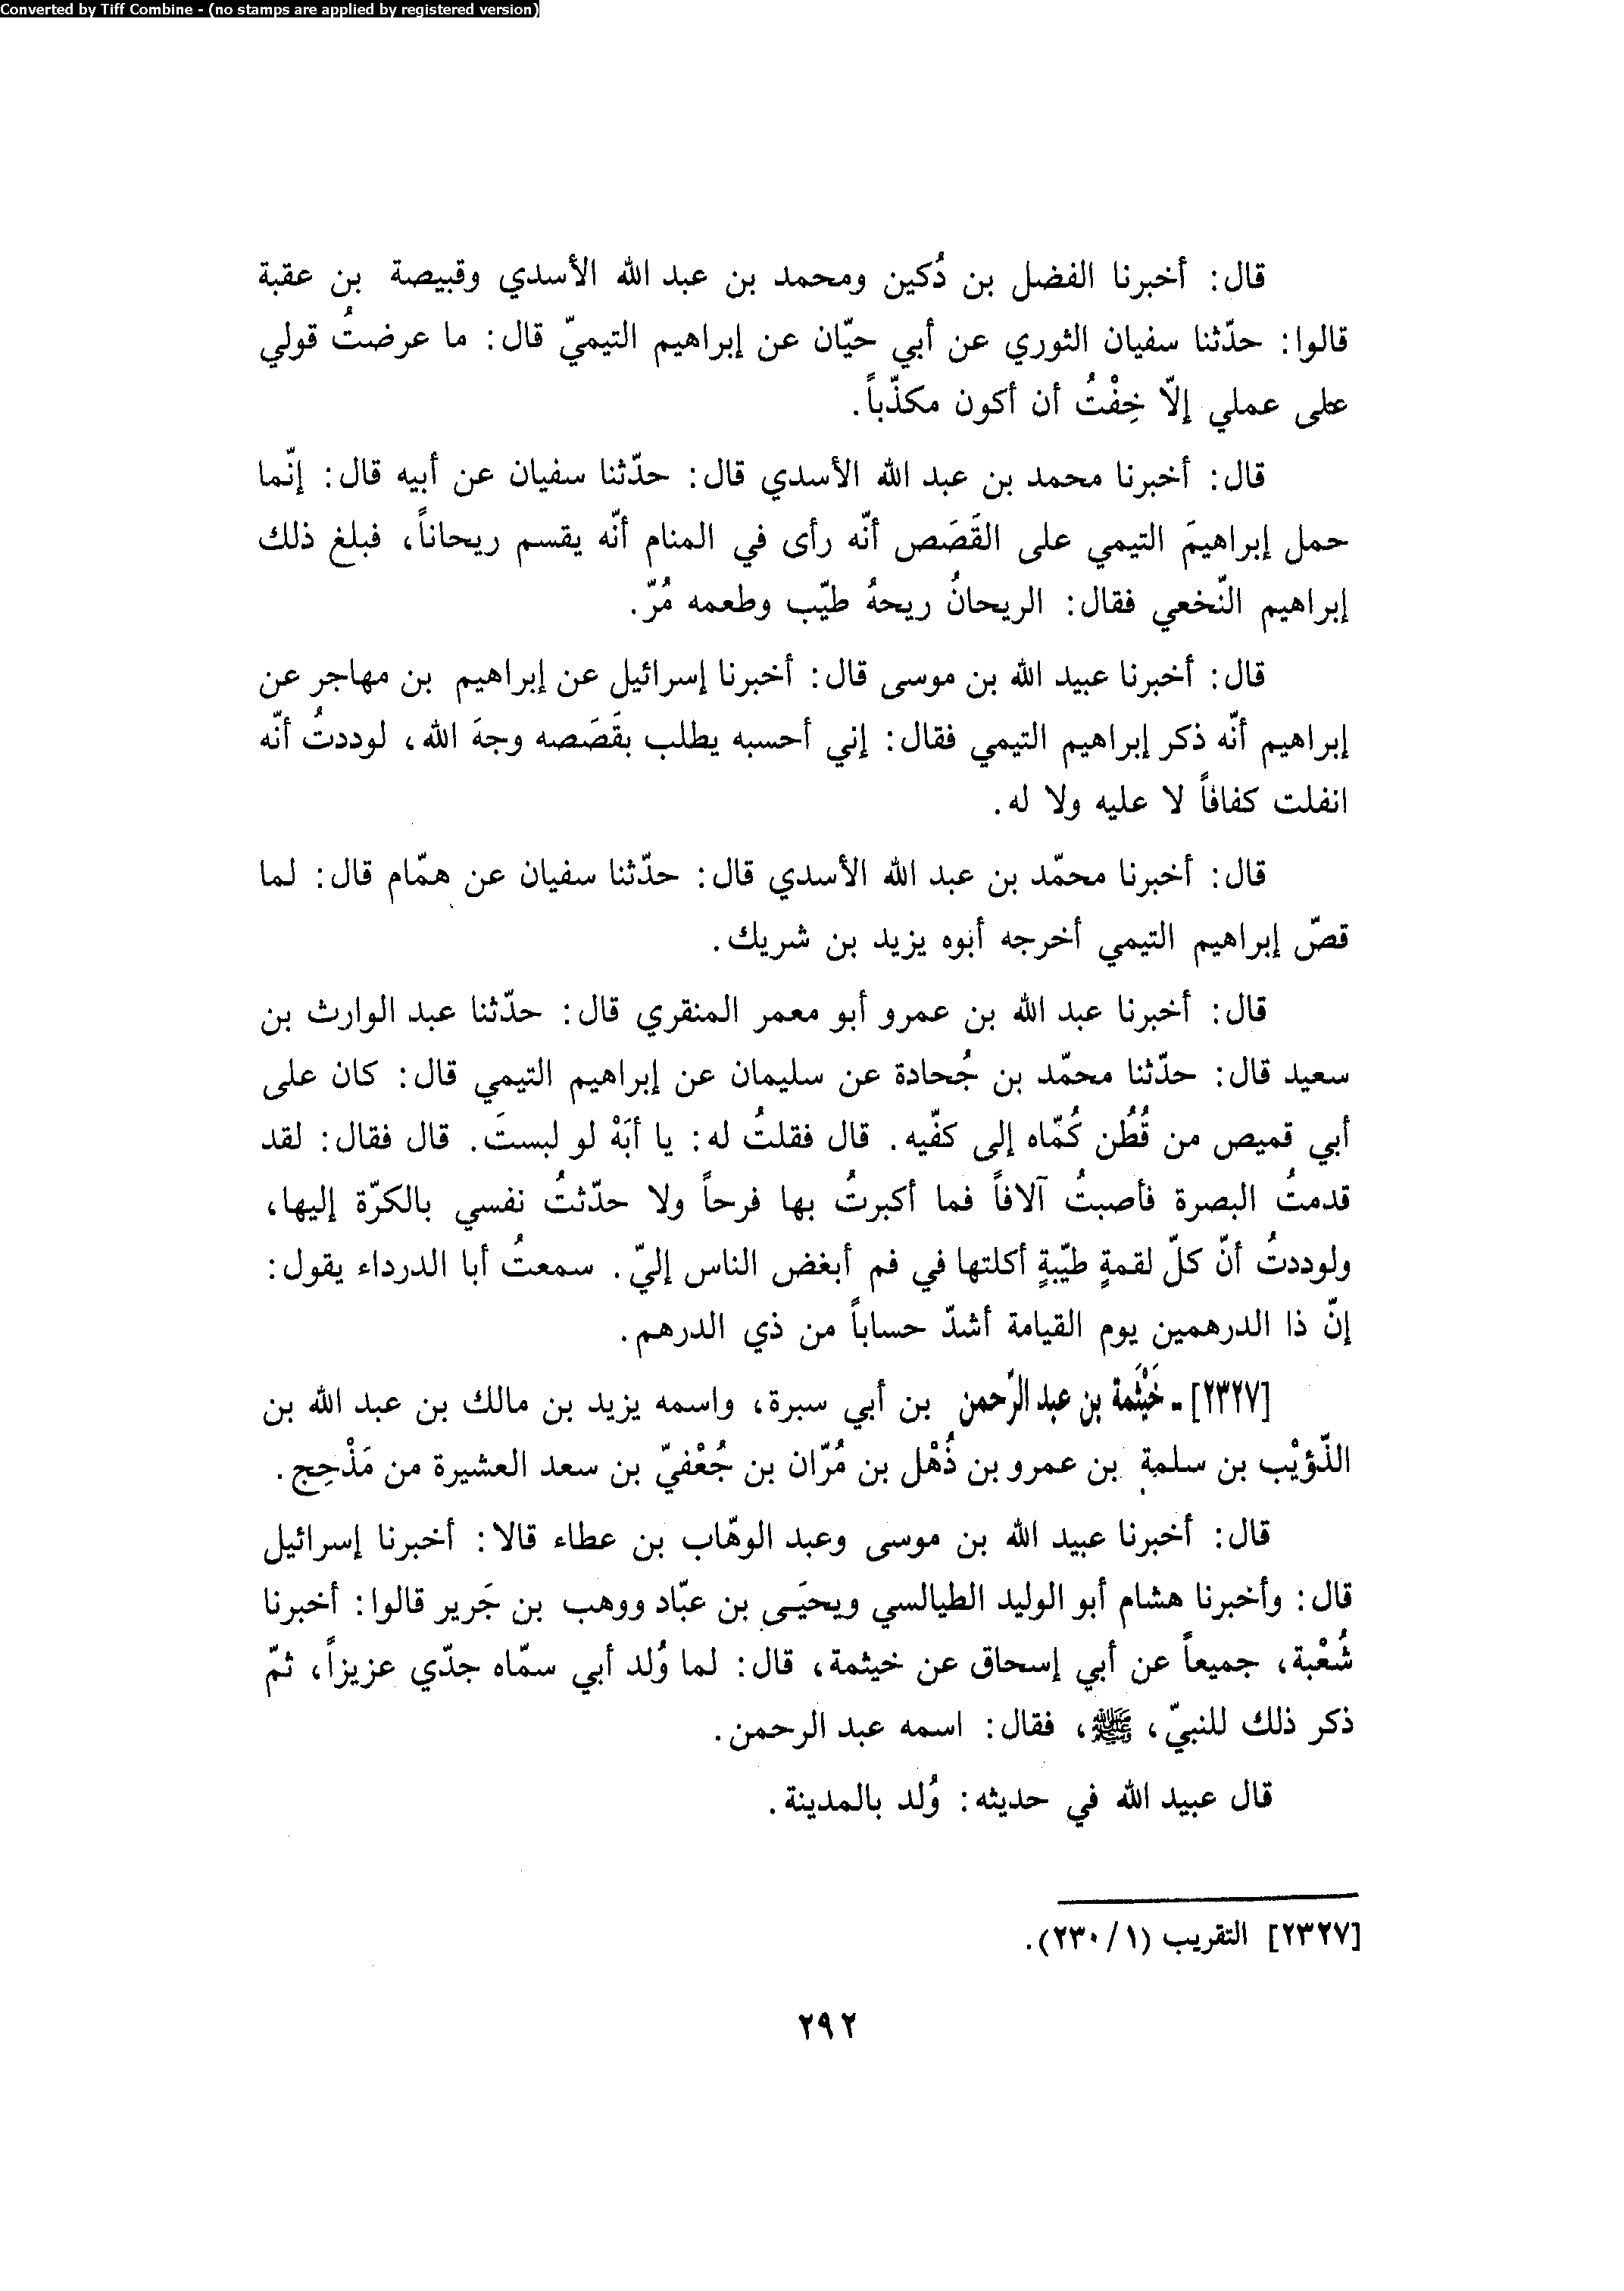 Converted by Tiff Combine - (no stamps are applied by registered version)
قال: أخبرنا الفضل بن دُكين ومحمد بن عبد الله الأسدي وقبيصة بن عقبة
قالوا: حدّثنا سفيان الثوري عن أبي حيّان عن إبراهيم التيميّ قال: ما عرضتُ قولي
على عملي إلّا خِفْتُ أن أكون مكذّباً.
قال: أخبرنا محمد بن عبد الله الأسدي قال: حدّثنا سفيان عن أبيه قال: إنّما
حمل إبراهيمَ التيمي على القَصَص أنّه رأى في المنام أنّه يقسم ريحاناً، فبلغ ذلك
إبراهيم النّخعي فقال: الريحانُ ريحهُ طيّب وطعمه مُرّ.
قال: أخبرنا عبيد الله بن موسى قال: أخبرنا إسرائيل عن إبراهيم بن مهاجر عن
إبراهيم أنّه ذكر إبراهيم التيمي فقال: إني أحسبه يطلب بقَصَصه وجهَ الله، لوددتُ أنّه
انفلت كفافاً لا عليه ولا له.
قال: أخبرنا محمّد بن عبد الله الأسدي قال: حدّثنا سفيان عن همّام قال: لما
قصّ إبراهيم التيمي أخرجه أبوه يزيد بن شريك.
قال: أخبرنا عبد الله بن عمرو أبو معمر المنقري قال: حدّثنا عبد الوارث بن
سعيد قال: حدّثنا محمّد بن جُحادة عن سليمان عن إبراهيم التيمي قال: كان على
أبي قميص من قُطُن كُمّاه إلى كفّيه. قال فقلتُ له: يا أبَهْ لو لبستَ. قال فقال: لقد
قدمتُ البصرة فأصبتُ آلافاً فما أكبرتُ بها فرحاً ولا حدّثتُ نفسي بالكرّة إليها،
ولوددتُ أنّ كلّ لقمةٍ طيّبةٍ أكلتها في فم أبغض الناس إليّ. سمعتُ أبا الدرداء يقول:
إنّ ذا الدرهمين يوم القيامة أشدّ حساباً من ذي الدرهم.
[٢٣٢٧] - خَيْثَمة بن عبد الرّحمن بن أبي سبرة، واسمه يزيد بن مالك بن عبد الله بن
الذّؤيْب بن سلمة بن عمرو بن ذُهْل بن مُرّان بن جُعْفيّ بن سعد العشيرة من مَذْحِج.
قال: أخبرنا عبيد الله بن موسى وعبد الوهّاب بن عطاء قالا: أخبرنا إسرائيل
قال: وأخبرنا هشام أبو الوليد الطيالسي ويحيَى بن عبّاد ووهب بن جَرير قالوا: أخبرنا
شُعْبة، جميعاً عن أبي إسحاق عن خيثمة، قال: لما وُلد أبي سمّاه جدّي عزيزاً، ثمّ
ذكر ذلك للنبيّ، ﷺ، فقال: اسمه عبد الرحمن.
قال عبيد الله في حديثه: وُلد بالمدينة.
[٢٣٢٧] التقريب (١/ ٢٣٠).
٢٩٢